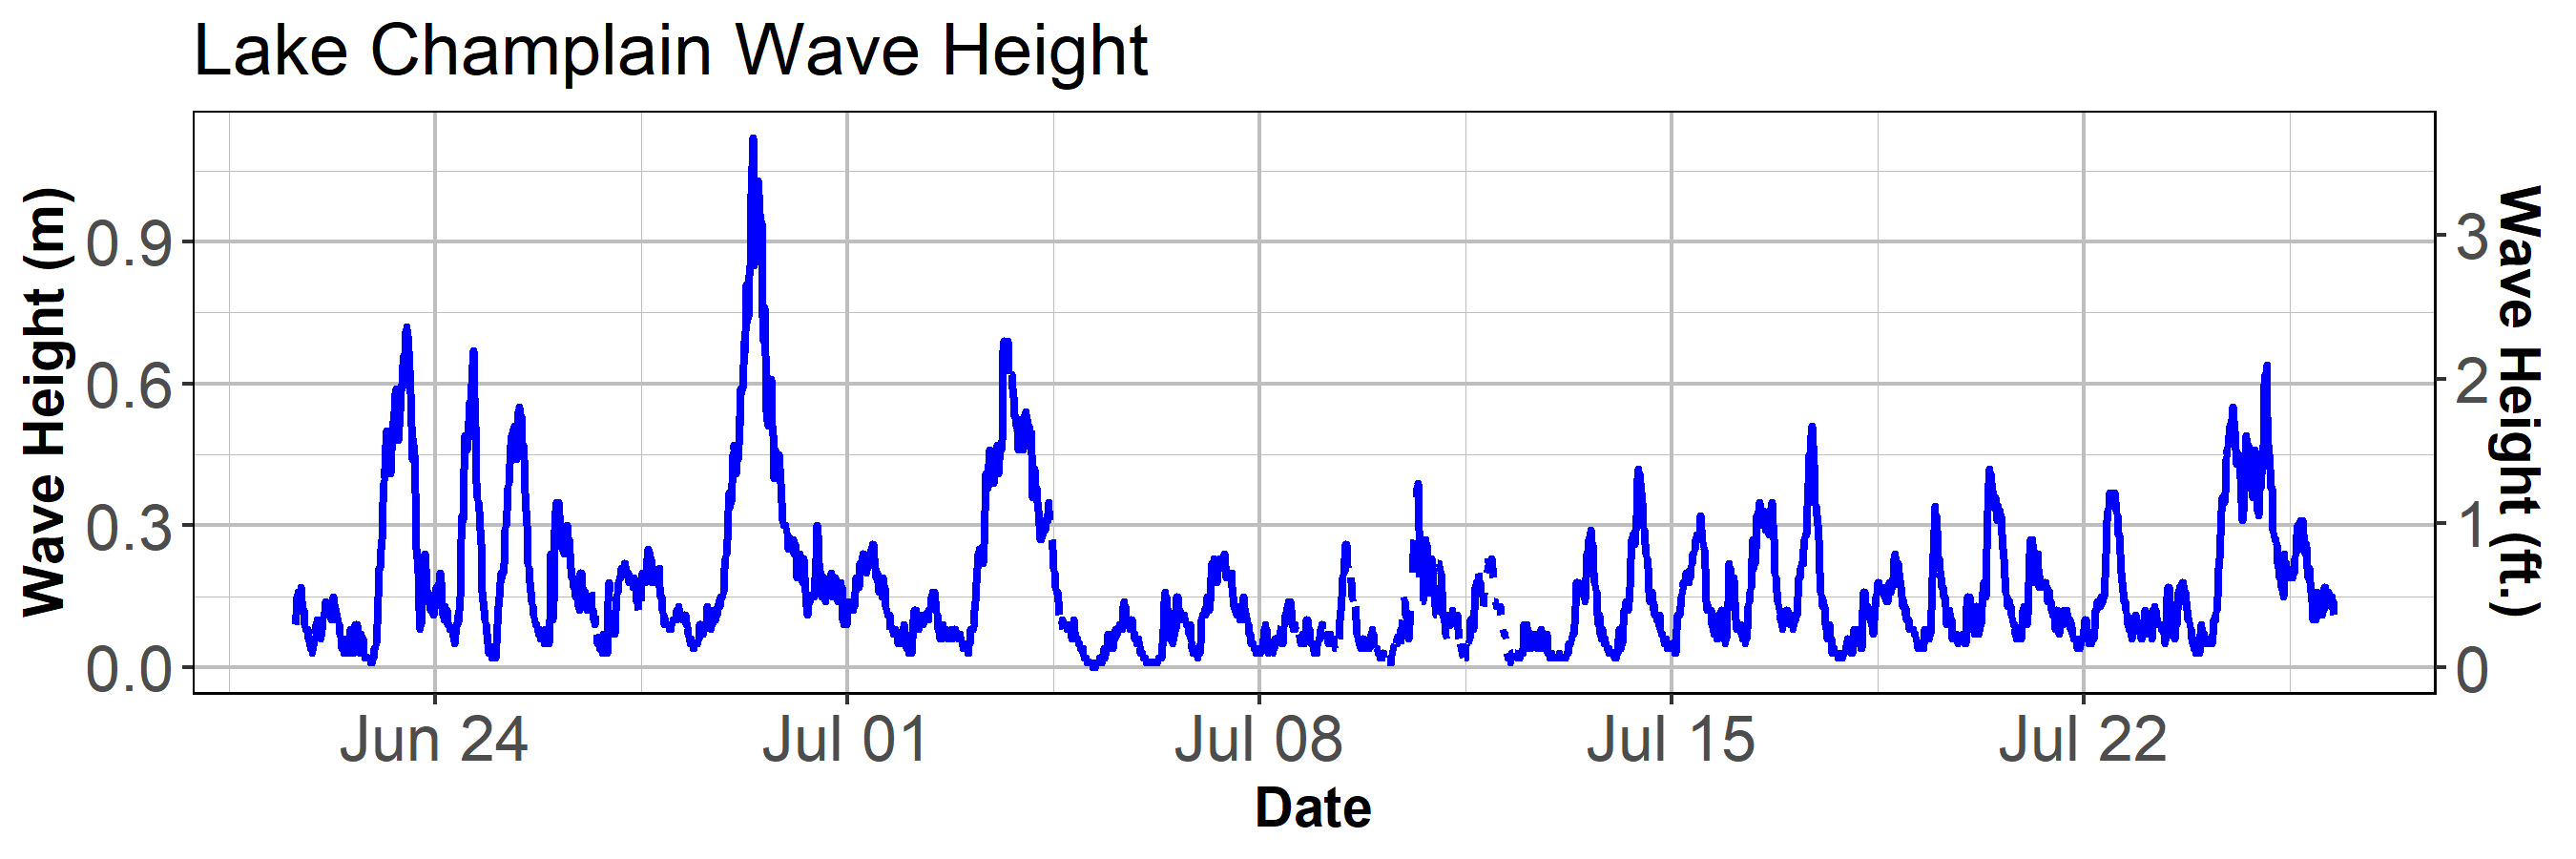 Lake Champlain Wave Height
Wave Height (m)
0.9
0.6
0.3
0.0
3
2
1
0
Wave Height (ft.)
Jun 24
Jul 01
Jul 08
Jul 15
Jul 22
Date